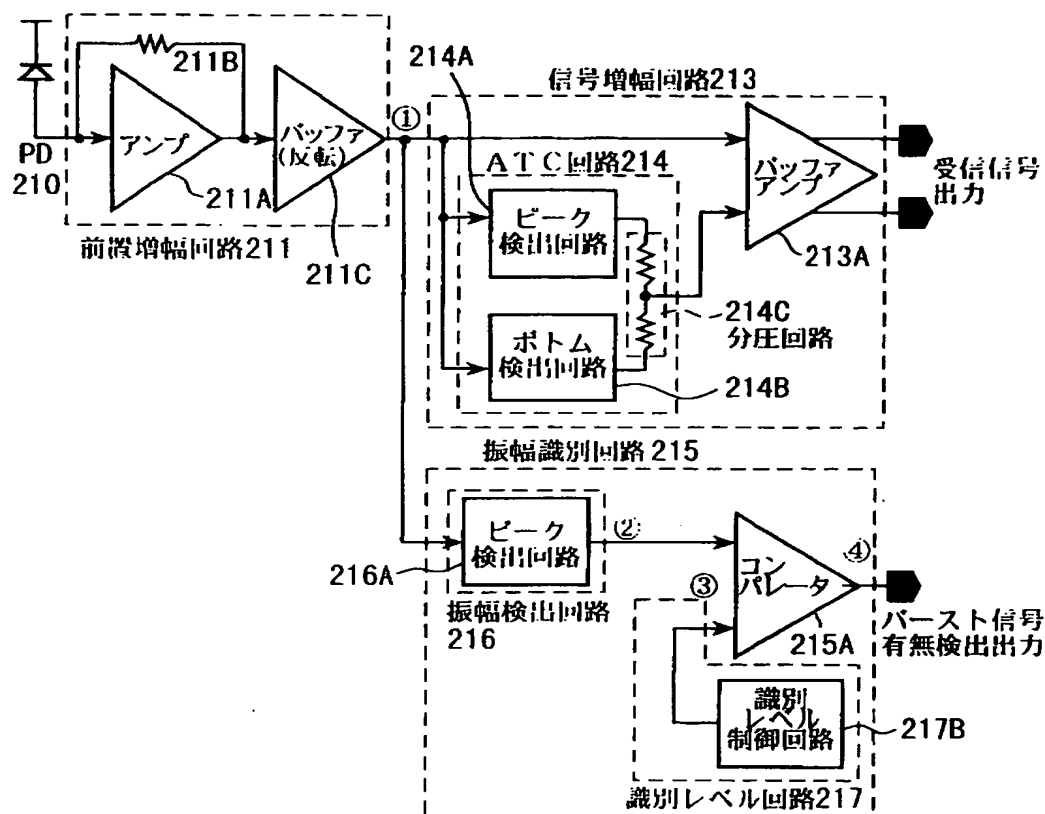 211B
アンプ
211A
バッファ
(反転)
211C
PD
210
前置増幅回路211
①
信号増幅回路213
214A
ATC回路214
ピーク
検出回路
ボトム
検出回路
214B
214C
分圧回路
バッファ
アンプ
213A
受信信号
出力
振幅識別回路215
ピーク
検出回路
216A
振幅検出回路
216
②
③
コン
パレータ
④
215A
バースト信号
有無検出出力
識別
レベル
制御回路
217B
識別レベル回路217